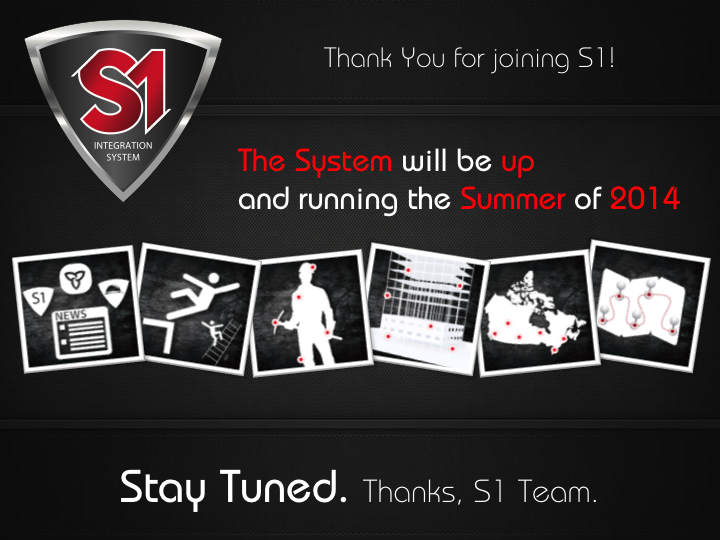 S1
INTEGRATION
SYSTEM
Thank You for joining S1!
The System will be up
and running the Summer of 2014
S1
NEWS
Stay Tuned. Thanks, S1 Team.